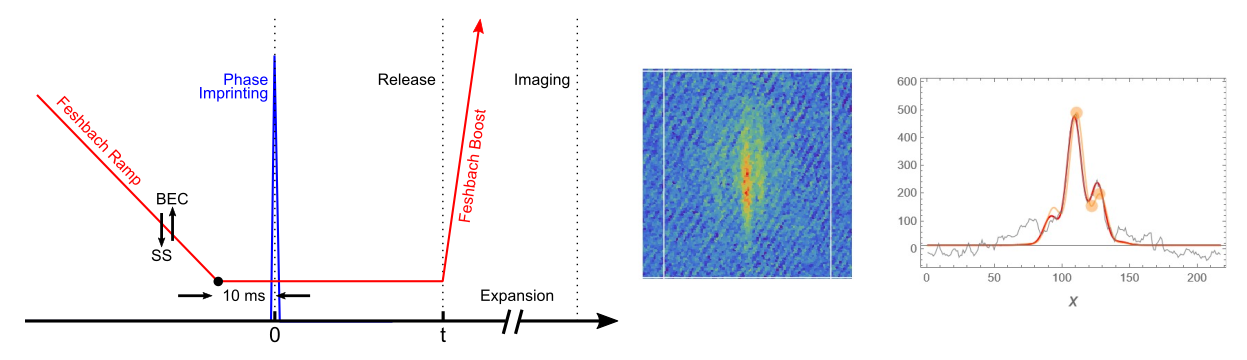 Phase
Imprinting
Release
Imaging
Feshbach Ramp
BEC
SS
Feshbach Boost
10 ms
Expansion
0
t
600
500
400
300
200
100
0
0
50
100
150
200
X